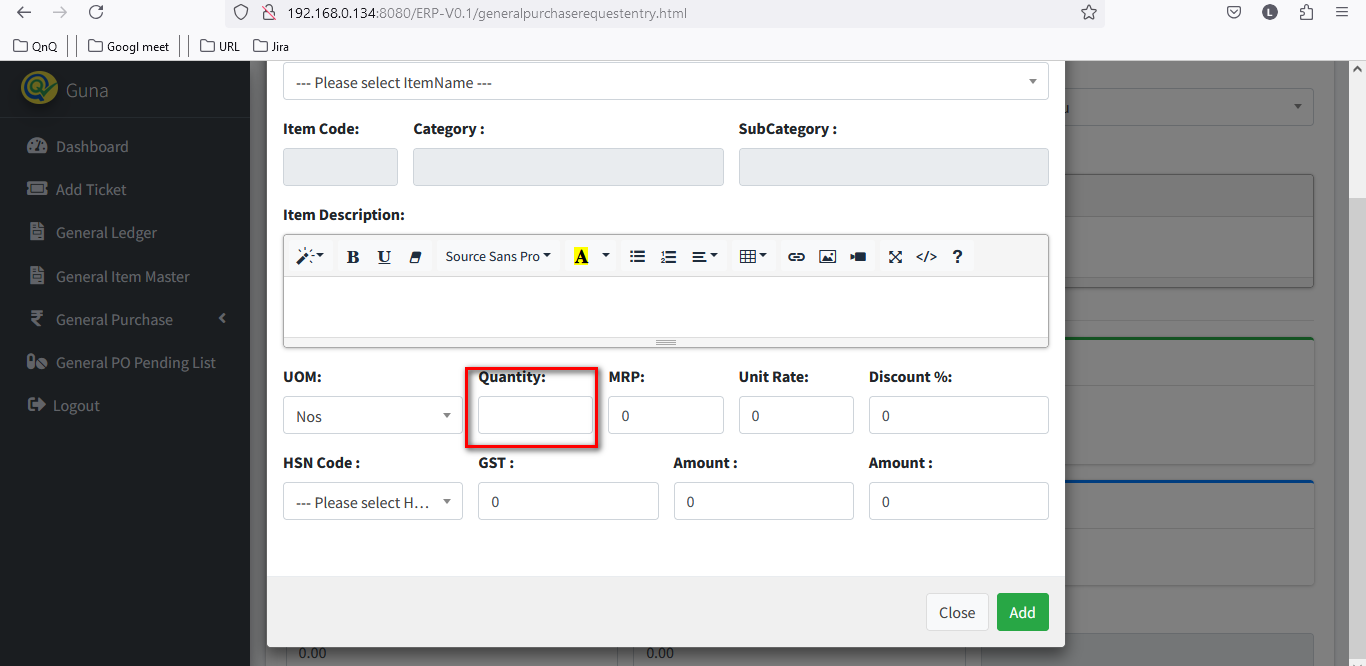 192.168.0.134:8080/ERP-V0.1/generalpurchaserequestentry.html
L
QnQ
Googl meet
URL
Jira
Guna
Dashboard
Add Ticket
General Ledger
General Item Master
General Purchase
General PO Pending List
Logout
--- Please select ItemName ---
Item Code: Category : SubCategory :
Item Description:
B U Source Sans Pro A </> ?
UOM: Quantity: MRP: Unit Rate: Discount %:
Nos 0 0 0
HSN Code : GST : Amount : Amount :
--- Please select H... 0 0 0
Close Add
0.00 0.00